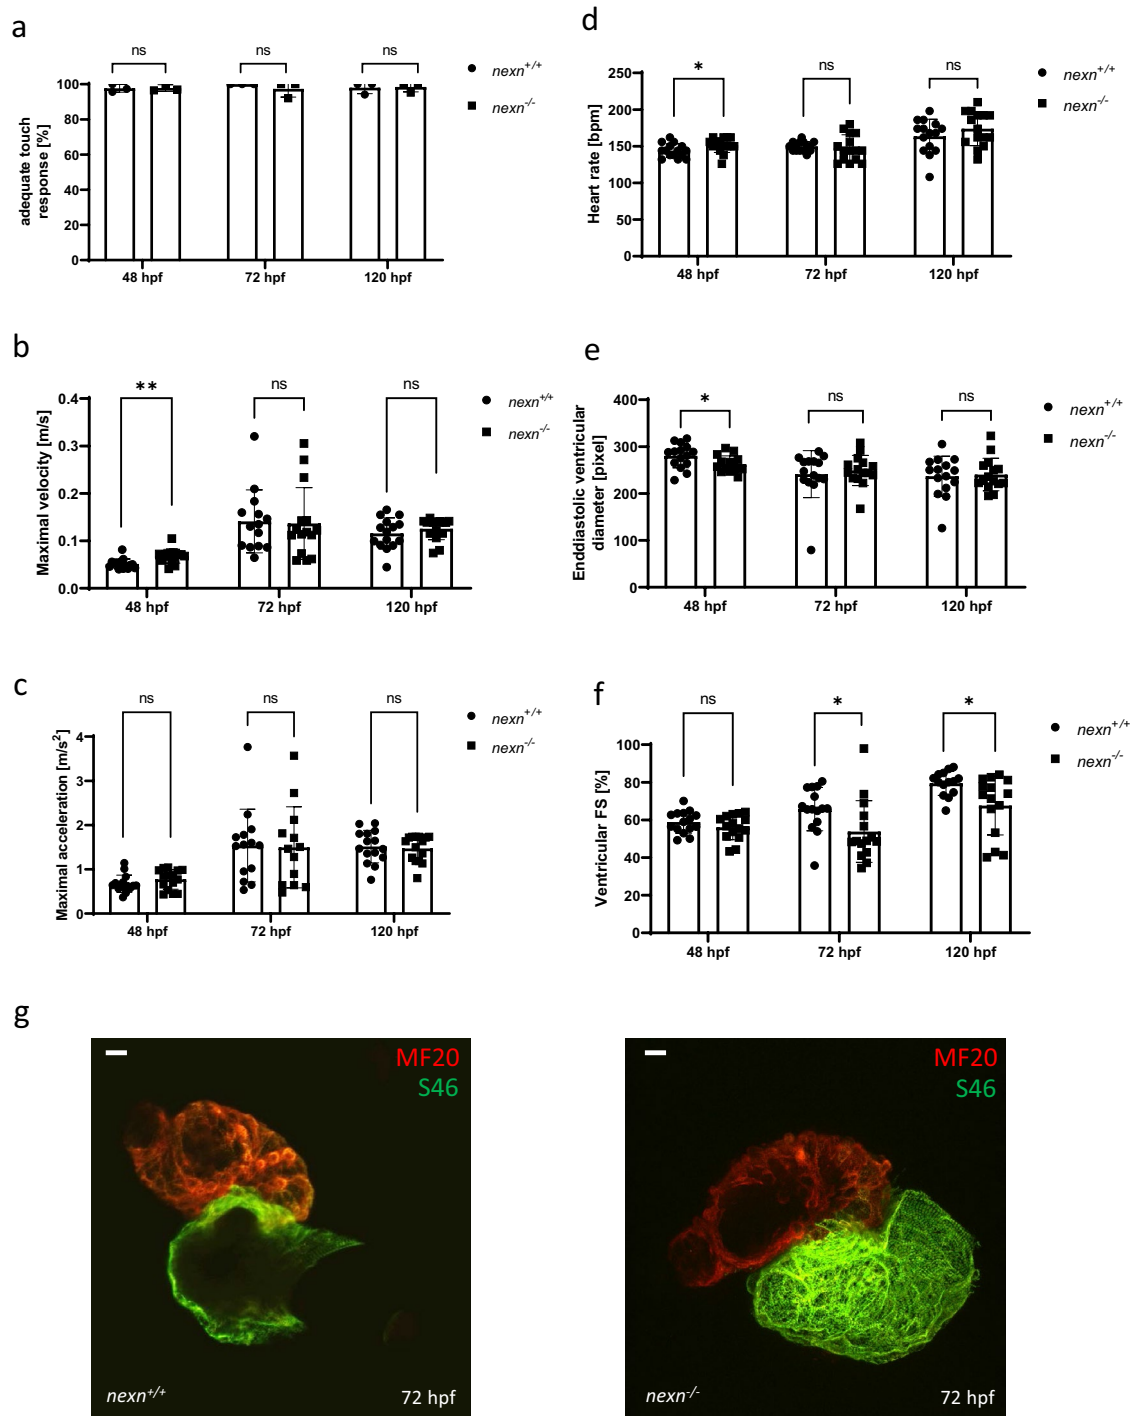 a
ns
ns
ns
nexn+/+
nexn-/-
adequate touch
response [%]
100
80
60
40
20
0
48 hpf
72 hpf
120 hpf
b
**
ns
ns
nexn+/+
nexn-/-
Maximal velocity [m/s]
0.4
0.3
0.2
0.1
0.0
48 hpf
72 hpf
120 hpf
c
ns
ns
ns
nexn+/+
nexn-/-
Maximal acceleration [m/s2]
4
3
2
1
0
48 hpf
72 hpf
120 hpf
d
*
ns
ns
nexn+/+
nexn-/-
Heart rate [bpm]
250
200
150
100
50
0
48 hpf
72 hpf
120 hpf
e
*
ns
ns
nexn+/+
nexn-/-
Enddiastolic ventricular
diameter [pixel]
400
300
200
100
0
48 hpf
72 hpf
120 hpf
f
ns
*
*
nexn+/+
nexn-/-
Ventricular FS [%]
100
80
60
40
20
0
48 hpf
72 hpf
120 hpf
g
MF20
S46
nexn+/+
72 hpf
MF20
S46
nexn-/-
72 hpf